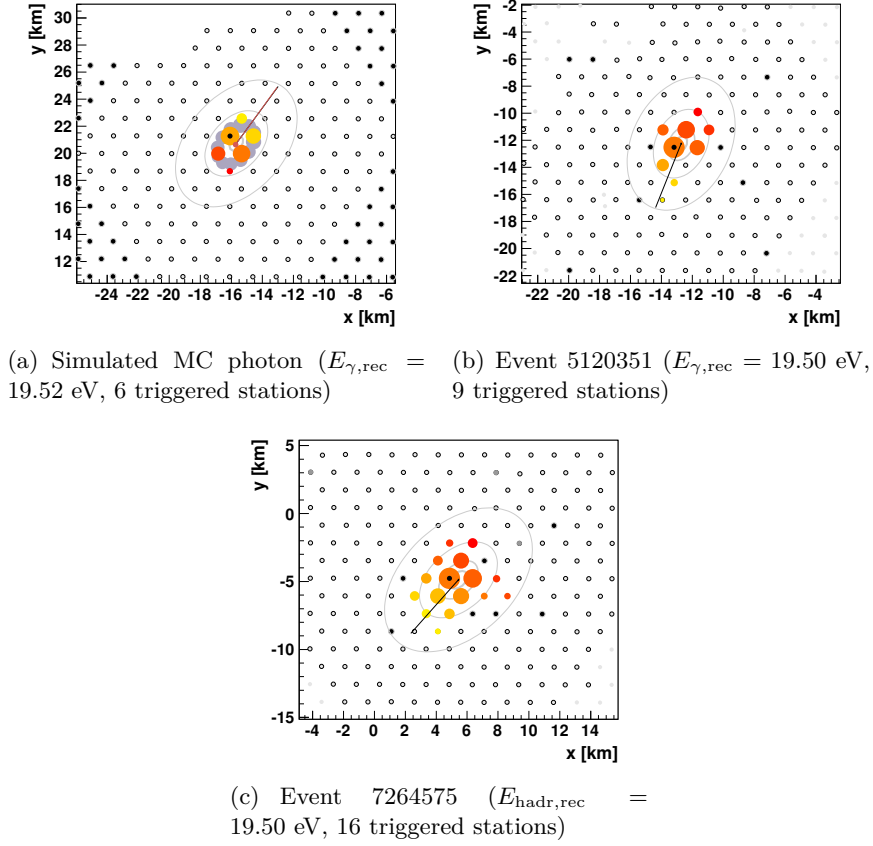 y [km]
30
28
26
24
22
20
18
16
14
12
-24 -22 -20 -18 -16 -14 -12 -10 -8 -6
x [km]
y [km]
-2
-4
-6
-8
-10
-12
-14
-16
-18
-20
-22
-22 -20 -18 -16 -14 -12 -10 -8 -6 -4 -2
x [km]
(a) Simulated MC photon (Eγ,rec =
19.52 eV, 6 triggered stations)
(b) Event 5120351 (Eγ,rec = 19.50 eV,
9 triggered stations)
y [km]
5
0
-5
-10
-15
-4 -2 0 2 4 6 8 10 12 14
x [km]
(c) Event 7264575 (Ehadr,rec =
19.50 eV, 16 triggered stations)